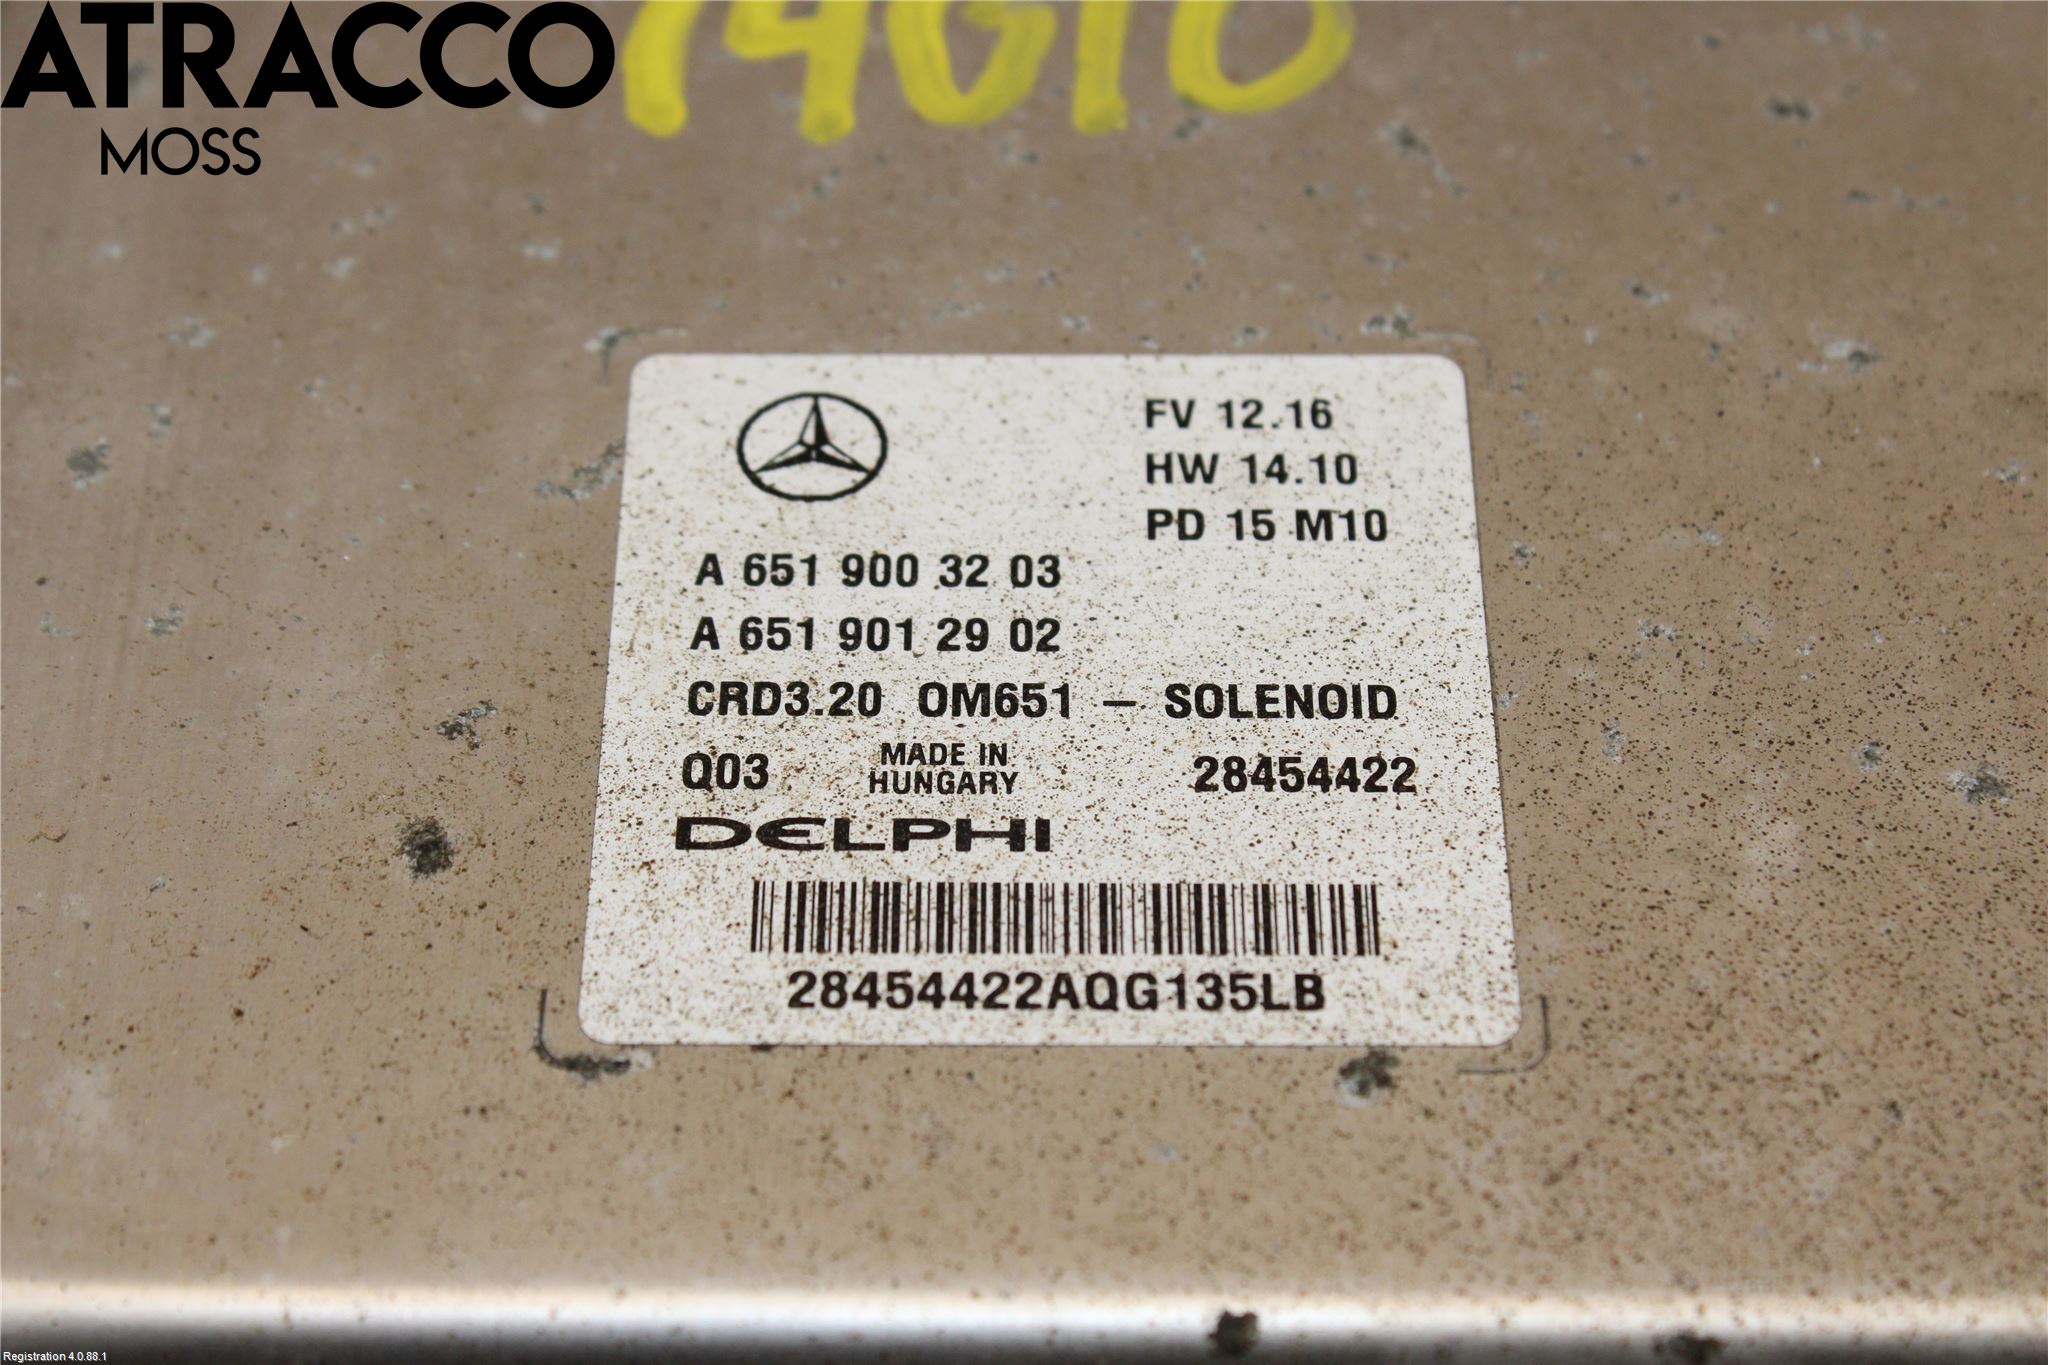 ATRACCO
MOSS
FV 12.16
HW 14.10
PD 15 M10
A 651 900 32 03
A 651 901 29 02
CRD3.20 OM651 – SOLENOID
Q03 MADE IN HUNGARY 28454422
DELPHI
28454422AQG135LB
Registration 4.0.88.1